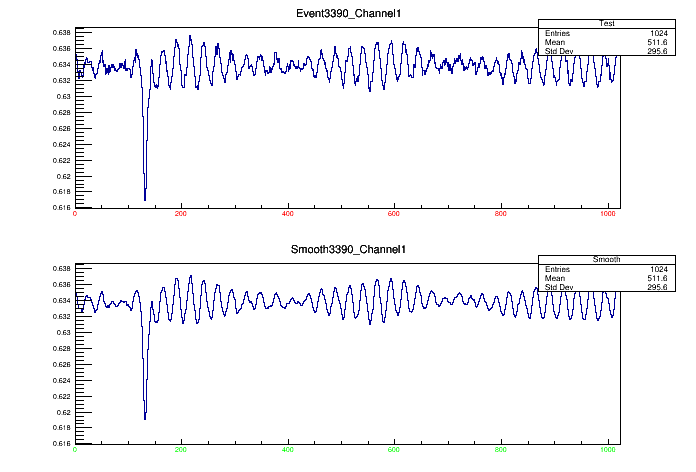 Event3390_Channel1
Test
Entries 1024
Mean 511.6
Std Dev 295.6
0.638
0.636
0.634
0.632
0.63
0.628
0.626
0.624
0.622
0.62
0.618
0.616
0 200 400 600 800 1000
Smooth3390_Channel1
Smooth
Entries 1024
Mean 511.6
Std Dev 295.6
0.638
0.636
0.634
0.632
0.63
0.628
0.626
0.624
0.622
0.62
0.618
0.616
0 200 400 600 800 1000